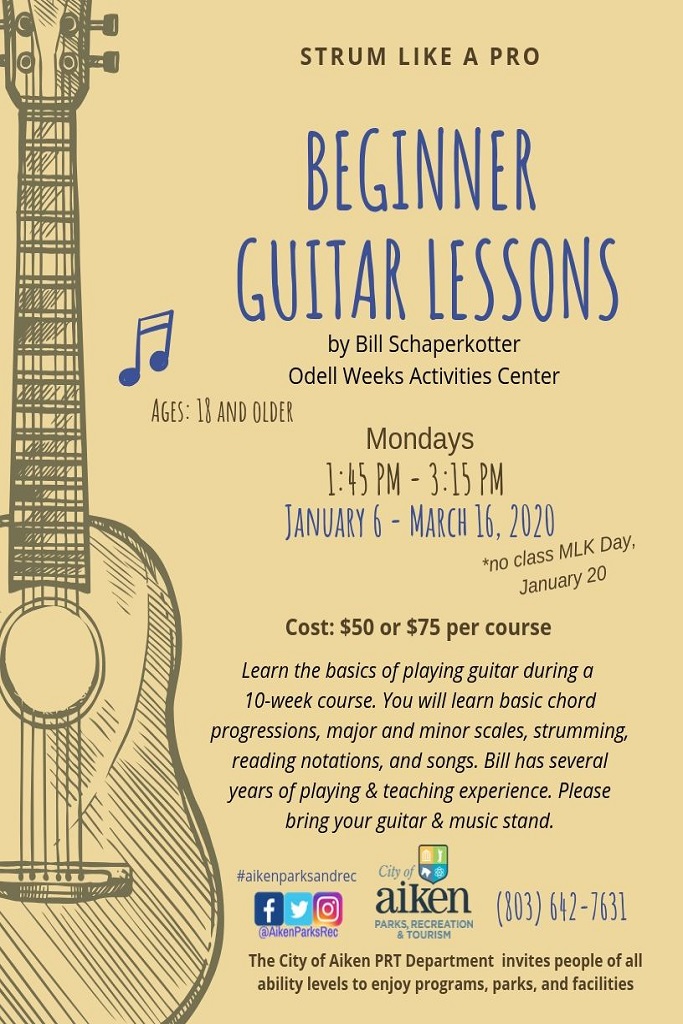 STRUM LIKE A PRO
BEGINNER
GUITAR LESSONS
by Bill Schaperkotter
Odell Weeks Activities Center
Ages: 18 and older
Mondays
1:45 PM - 3:15 PM
January 6 - March 16, 2020
*no class MLK Day,
January 20
Cost: $50 or $75 per course
Learn the basics of playing guitar during a
10-week course. You will learn basic chord
progressions, major and minor scales, strumming,
reading notations, and songs. Bill has several
years of playing & teaching experience. Please
bring your guitar & music stand.
#aikenparksandrec
@AikenParksRec
City of
aiken
PARKS, RECREATION
& TOURISM
(803) 642-7631
The City of Aiken PRT Department invites people of all
ability levels to enjoy programs, parks, and facilities